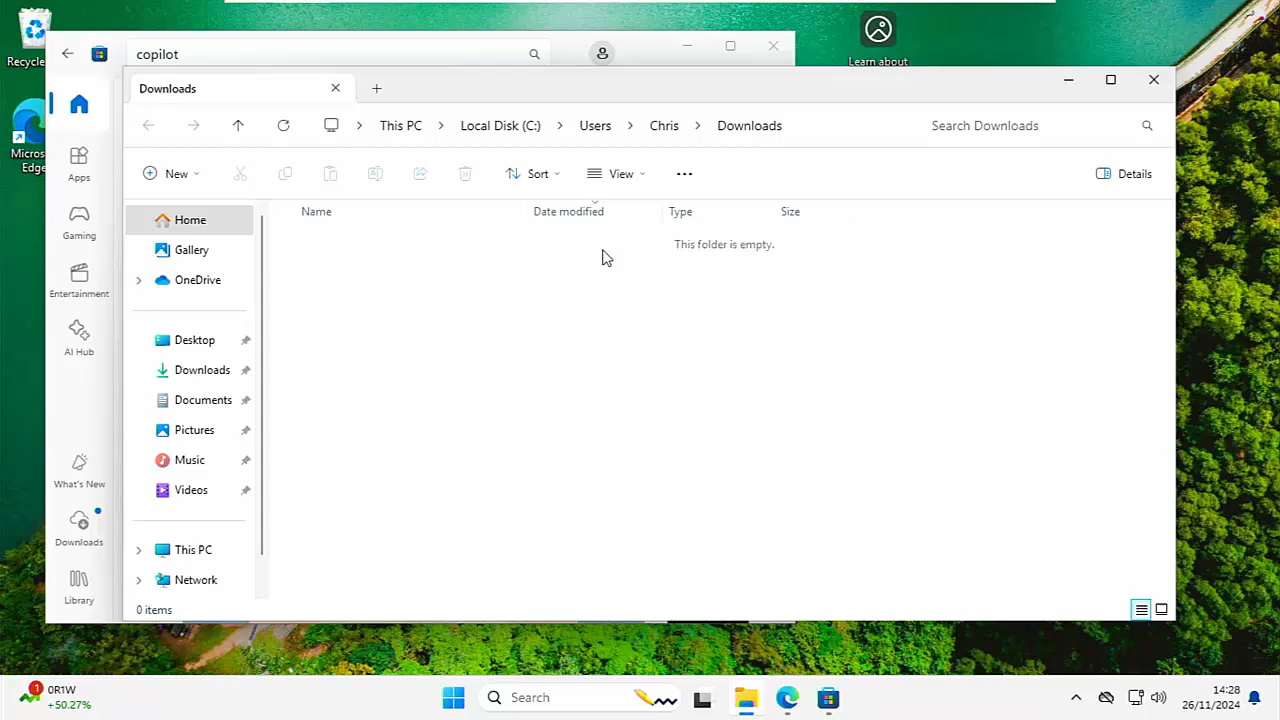 Recycle
Micros
Edge
Learn about
copilot
Downloads
This PC
Local Disk (C:)
Users
Chris
Downloads
Search Downloads
New
Sort
View
Details
Name
Date modified
Type
Size
This folder is empty.
Home
Gallery
OneDrive
Desktop
Downloads
Documents
Pictures
Music
Videos
This PC
Network
0 items
Apps
Gaming
Entertainment
AI Hub
What's New
Downloads
Library
1
0R1W
+50.27%
Search
14:28
26/11/2024